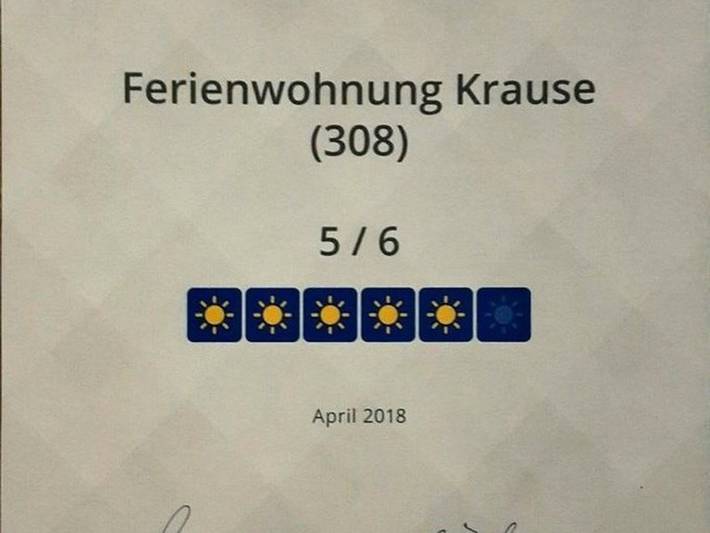 Ferienwohnung Krause
(308)
5 / 6
April 2018